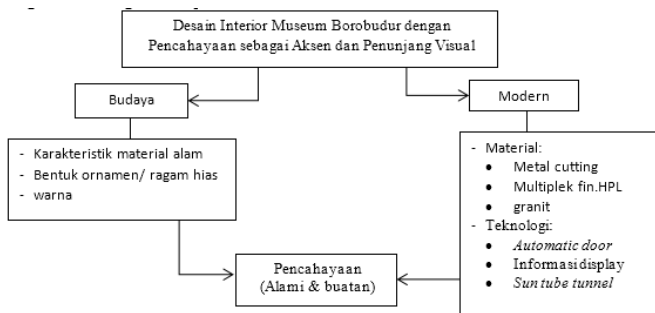 Desain Interior Museum Borobudur dengan
Pencahayaan sebagai Aksen dan Penunjang Visual
Budaya
Modern
- Karakteristik material alam
- Bentuk ornamen/ ragam hias
- warna
- Material:
• Metal cutting
• Multiplek fin.HPL
• granit
- Teknologi:
• Automatic door
• Informasi display
• Sun tube tunnel
Pencahayaan
(Alami & buatan)